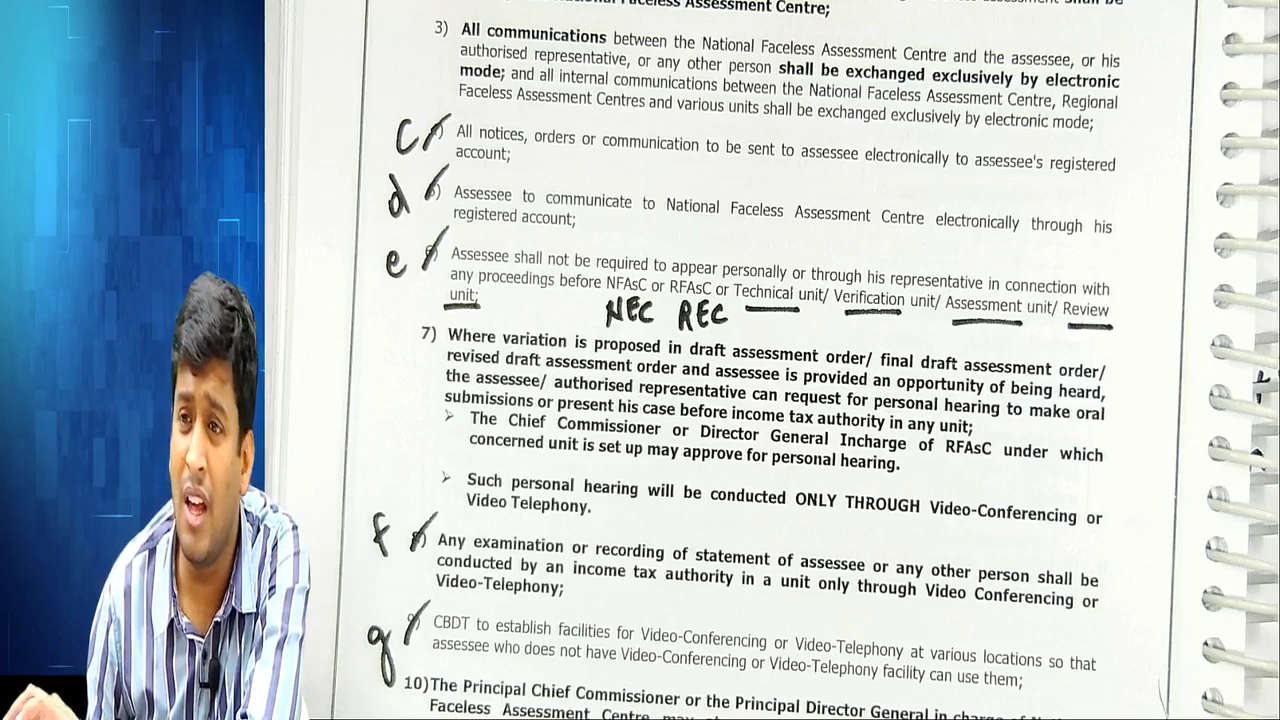 Faceless Assessment Centre;
3) All communications between the National Faceless Assessment Centre and the assessee, or his
authorised representative, or any other person shall be exchanged exclusively by electronic
mode; and all internal communications between the National Faceless Assessment Centre, Regional
Faceless Assessment Centres and various units shall be exchanged exclusively by electronic mode;
c All notices, orders or communication to be sent to assessee electronically to assessee's registered
account;
d Assessee to communicate to National Faceless Assessment Centre electronically through his
registered account;
e Assessee shall not be required to appear personally or through his representative in connection with
any proceedings before NFAsC or RFAsC or Technical unit/ Verification unit/ Assessment unit/ Review
unit;
NEC REC
7) Where variation is proposed in draft assessment order/ final draft assessment order/
revised draft assessment order and assessee is provided an opportunity of being heard,
the assessee/ authorised representative can request for personal hearing to make oral
submissions or present his case before income tax authority in any unit;
➢ The Chief Commissioner or Director General Incharge of RFAsC under which
concerned unit is set up may approve for personal hearing.
➢ Such personal hearing will be conducted ONLY THROUGH Video-Conferencing or
Video Telephony.
f Any examination or recording of statement of assessee or any other person shall be
conducted by an income tax authority in a unit only through Video Conferencing or
Video-Telephony;
g CBDT to establish facilities for Video-Conferencing or Video-Telephony at various locations so that
assessee who does not have Video-Conferencing or Video-Telephony facility can use them;
10) The Principal Chief Commissioner or the Principal Director General in charge of
Faceless Assessment Centre